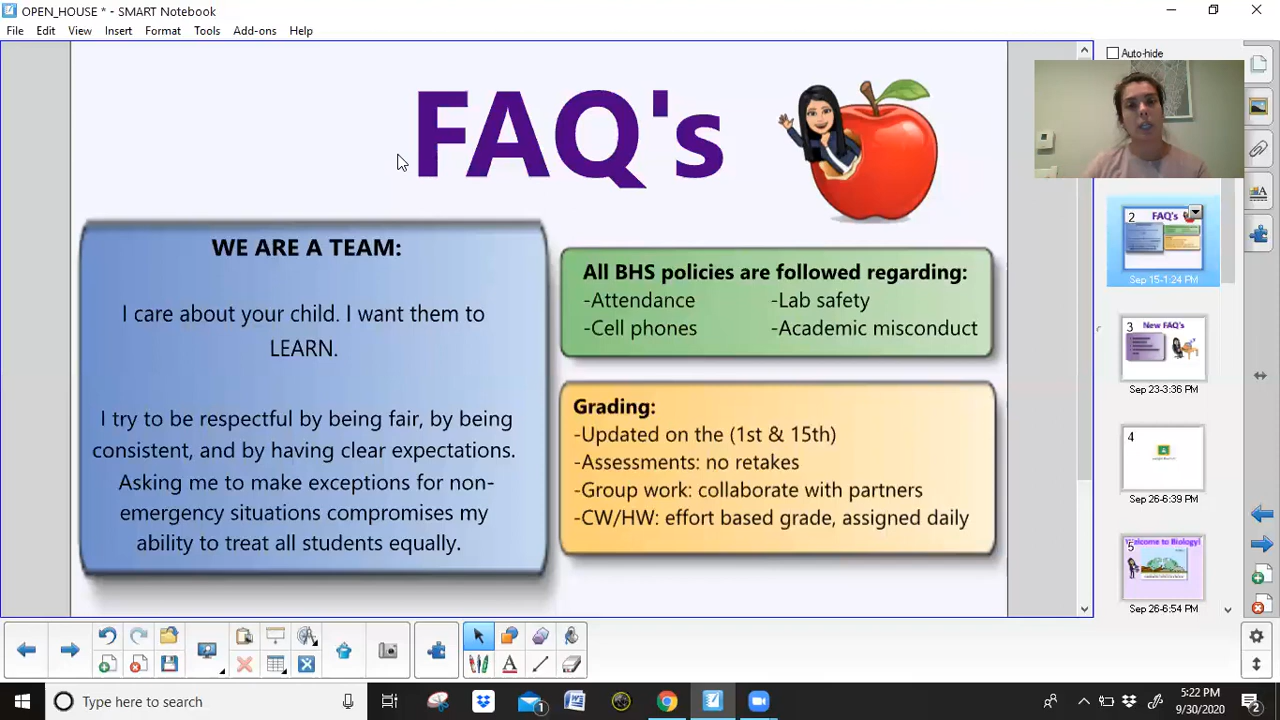 OPEN_HOUSE * - SMART Notebook
File Edit View Insert Format Tools Add-ons Help
Auto-hide
FAQ's
WE ARE A TEAM:
I care about your child. I want them to
LEARN.
I try to be respectful by being fair, by being
consistent, and by having clear expectations.
Asking me to make exceptions for non-
emergency situations compromises my
ability to treat all students equally.
All BHS policies are followed regarding:
-Attendance -Lab safety
-Cell phones -Academic misconduct
Grading:
-Updated on the (1st & 15th)
-Assessments: no retakes
-Group work: collaborate with partners
-CW/HW: effort based grade, assigned daily
2
FAQ's
Sep 15-1:24 PM
3
New FAQ's
Sep 23-3:36 PM
4
Sep 26-6:39 PM
Welcome to Biology!
5
Sep 26-6:54 PM
Type here to search
1
5:22 PM
9/30/2020
2